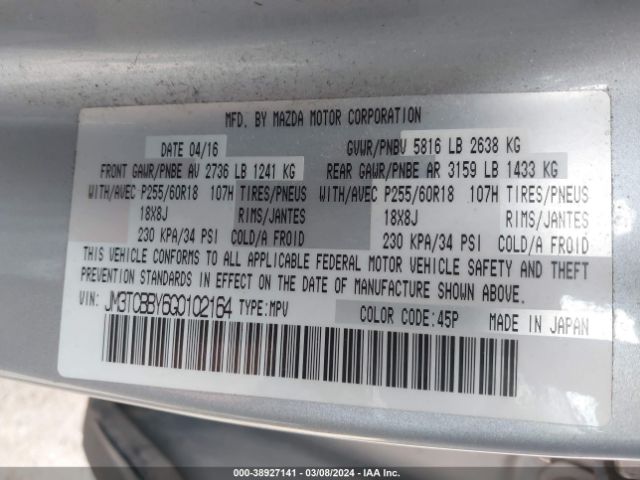 MFD. BY MAZDA MOTOR CORPORATION
DATE 04/16 GVWR/PNBV 5816 LB 2638 KG
FRONT GAWR/PNBE AV 2736 LB 1241 KG REAR GAWR/PNBE AR 3159 LB 1433 KG
WITH/AVEC P255/60R18 107H TIRES/PNEUS WITH/AVEC P255/60R18 107H TIRES/PNEUS
18X8J RIMS/JANTES 18X8J RIMS/JANTES
230 KPA/34 PSI COLD/A FROID 230 KPA/34 PSI COLD/A FROID
THIS VEHICLE CONFORMS TO ALL APPLICABLE FEDERAL MOTOR VEHICLE SAFETY AND THEFT
PREVENTION STANDARDS IN EFFECT ON THE DATE OF MANUFACTURE SHOWN ABOVE.
VIN: JM3TCBBY6G0102164 TYPE:MPV COLOR CODE:45P MADE IN JAPAN
000-38927141 - 03/08/2024 - IAA Inc.